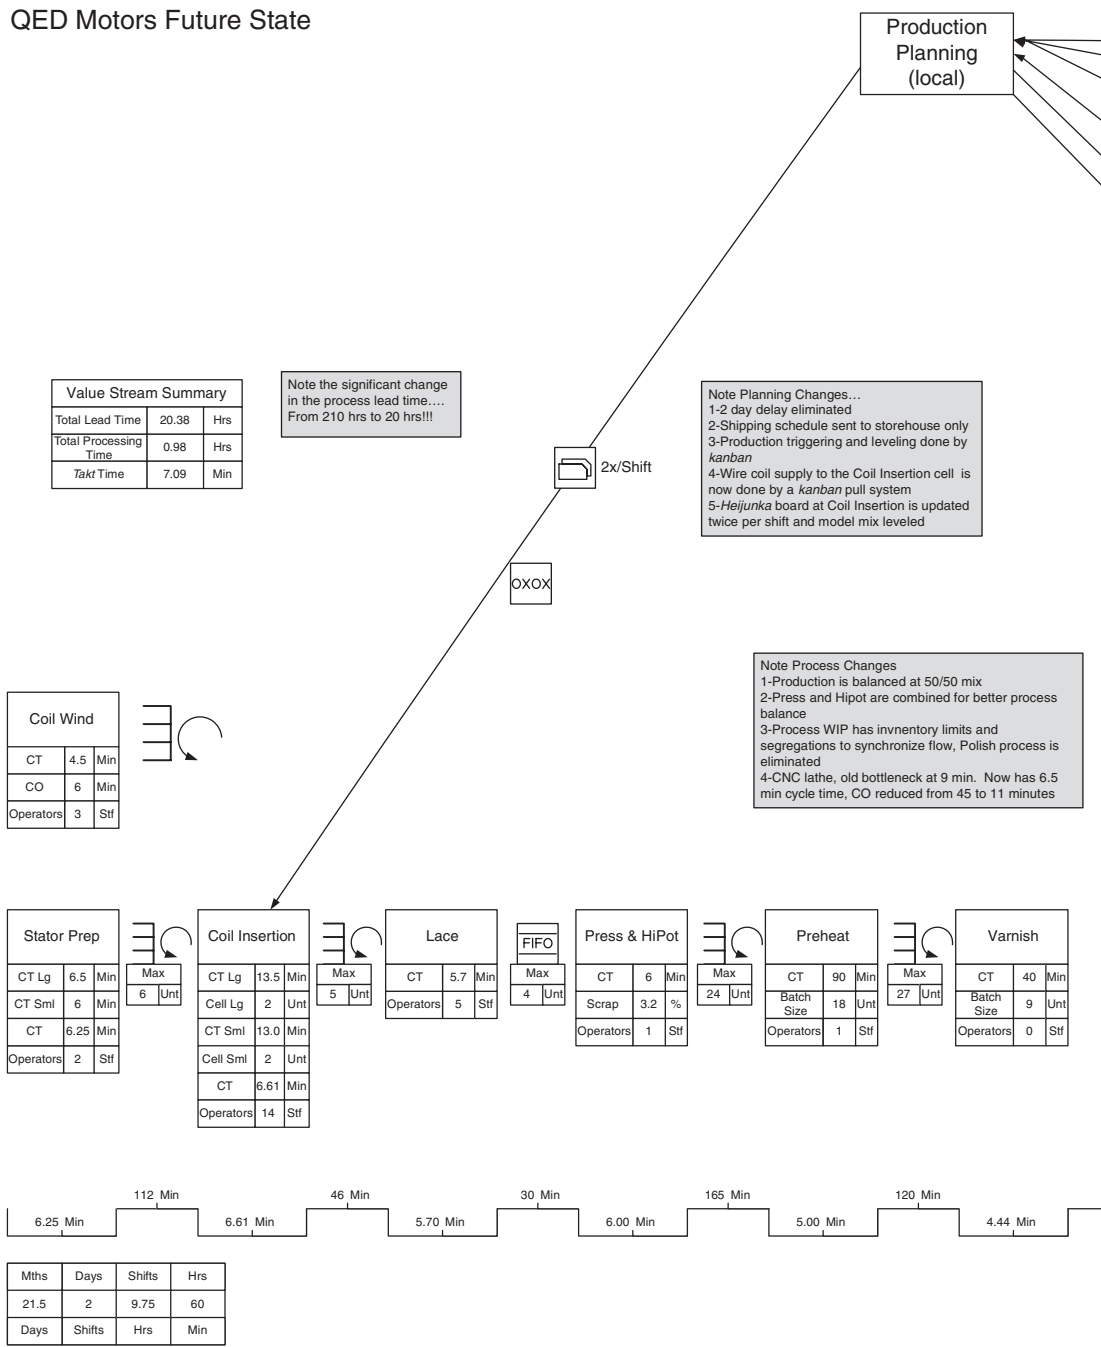 QED Motors Future State
Production
Planning
(local)
Value Stream Summary
Total Lead Time 20.38 Hrs
Total Processing
Time 0.98 Hrs
Takt Time 7.09 Min
Note the significant change
in the process lead time....
From 210 hrs to 20 hrs!!!
2x/Shift
Note Planning Changes…
1-2 day delay eliminated
2-Shipping schedule sent to storehouse only
3-Production triggering and leveling done by
kanban
4-Wire coil supply to the Coil Insertion cell is
now done by a kanban pull system
5-Heijunka board at Coil Insertion is updated
twice per shift and model mix leveled
OXOX
Note Process Changes
1-Production is balanced at 50/50 mix
2-Press and Hipot are combined for better process
balance
3-Process WIP has invnentory limits and
segregations to synchronize flow, Polish process is
eliminated
4-CNC lathe, old bottleneck at 9 min. Now has 6.5
min cycle time, CO reduced from 45 to 11 minutes
Coil Wind
CT 4.5 Min
CO 6 Min
Operators 3 Stf
Stator Prep
CT Lg 6.5 Min
CT Sml 6 Min
CT 6.25 Min
Operators 2 Stf
Max
6 Unt
Coil Insertion
CT Lg 13.5 Min
Cell Lg 2 Unt
CT Sml 13.0 Min
Cell Sml 2 Unt
CT 6.61 Min
Operators 14 Stf
Max
5 Unt
Lace
CT 5.7 Min
Operators 5 Stf
FIFO
Max
4 Unt
Press & HiPot
CT 6 Min
Scrap 3.2 %
Operators 1 Stf
Max
24 Unt
Preheat
CT 90 Min
Batch
Size 18 Unt
Operators 1 Stf
Max
27 Unt
Varnish
CT 40 Min
Batch
Size 9 Unt
Operators 0 Stf
112 Min 46 Min 30 Min 165 Min 120 Min
6.25 Min 6.61 Min 5.70 Min 6.00 Min 5.00 Min 4.44 Min
Mths Days Shifts Hrs
21.5 2 9.75 60
Days Shifts Hrs Min